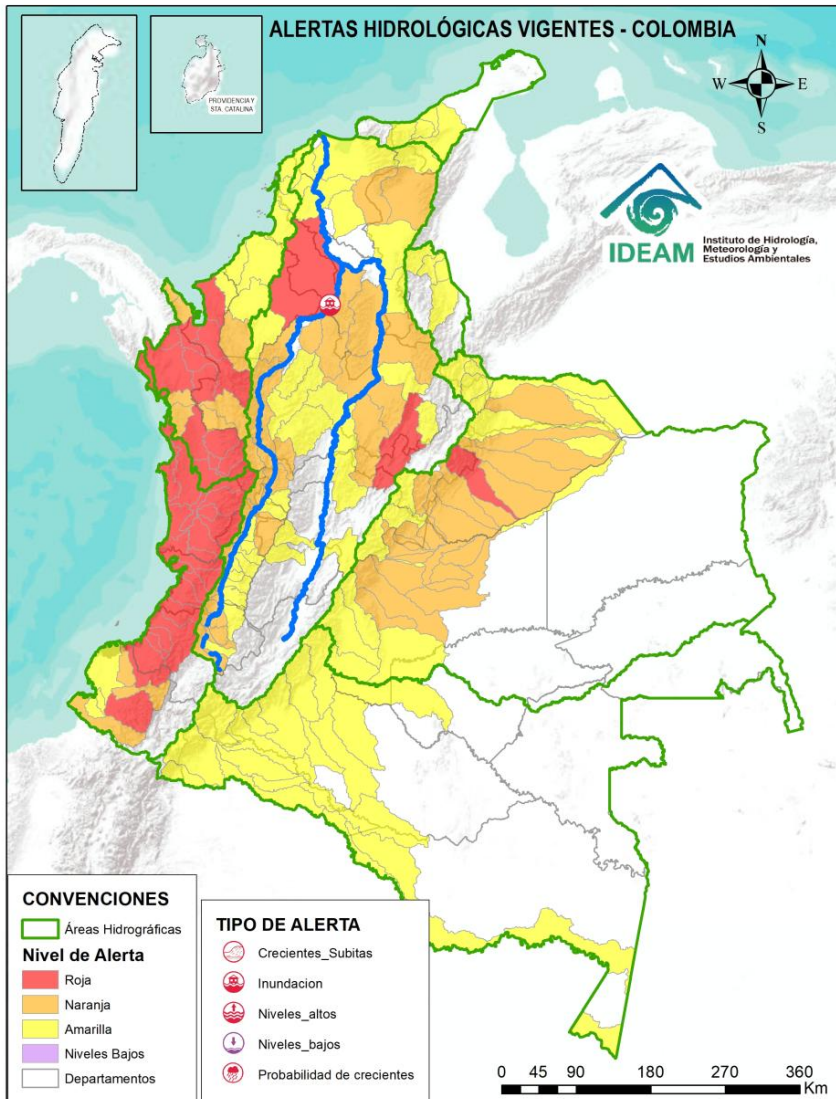 ALERTAS HIDROLÓGICAS VIGENTES - COLOMBIA
PROVIDENCIA Y
STA. CATALINA
N
W
E
S
IDEAM
Instituto de Hidrología,
Meteorología y
Estudios Ambientales
CONVENCIONES
Áreas Hidrográficas
Nivel de Alerta
Roja
Naranja
Amarilla
Niveles Bajos
Departamentos
TIPO DE ALERTA
Crecientes_Subitas
Inundacion
Niveles_altos
Niveles_bajos
Probabilidad de crecientes
0 45 90 180 270 360
Km